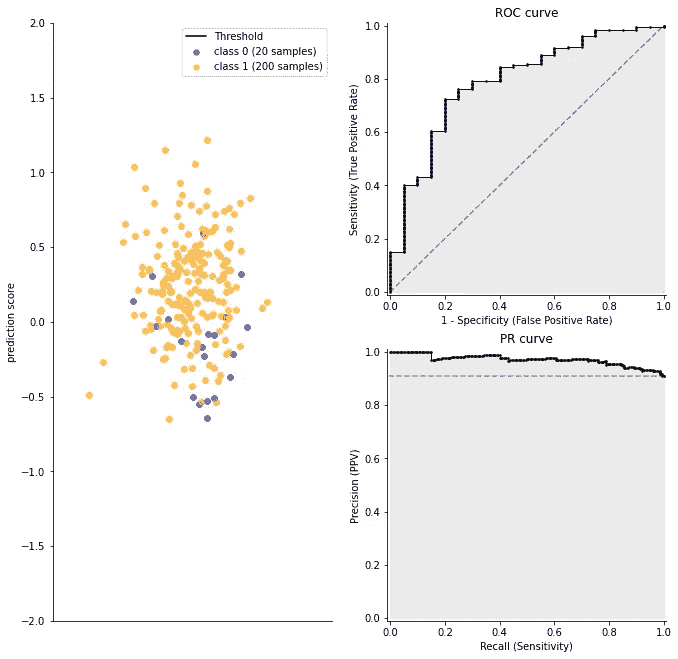 2.0
1.5
1.0
0.5
0.0
−0.5
−1.0
−1.5
−2.0
prediction score
Threshold
class 0 (20 samples)
class 1 (200 samples)
ROC curve
1.0
0.8
0.6
0.4
0.2
0.0
Sensitivity (True Positive Rate)
0.0 0.2 0.4 0.6 0.8 1.0
1 - Specificity (False Positive Rate)
PR curve
1.0
0.8
0.6
0.4
0.2
0.0
Precision (PPV)
0.0 0.2 0.4 0.6 0.8 1.0
Recall (Sensitivity)